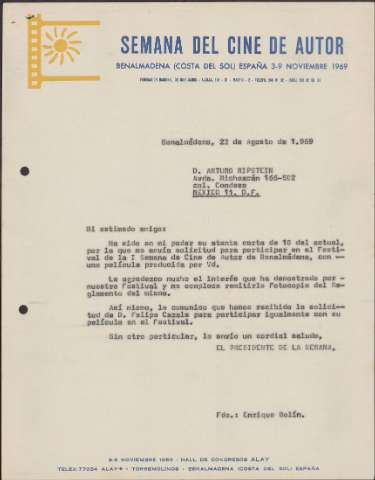 SEMANA DEL CINE DE AUTOR
BENALMADENA (COSTA DEL SOL) ESPAÑA 3-9 NOVIEMBRE 1969
Benalmádena, 22 de Agosto de 1.969
D. ARTURO RIPSTEIN
Avda. Michoacán
col. Condesa
MEXICO 11. D.F.
Mi estimado amigo:
Ha sido en mi poder su atenta carta de 10 del actual,
por la que me envía solicitud para participar en el Festi-
val de la I Semana de Cine de Autor de Benalmádena, con --
una película producida por Vd.
Le agradezco mucho el interés que ha demostrado por -
nuestro Festival y me complace remitirle Fotocopia del Re-
glamento del mismo.
Así mismo, le comunico que hemos recibido la solici-
tud de D. Felipe Cazals para participar igualmente con su
película en el Festival.
Sin otro particular, le envío un cordial saludo,
EL PRESIDENTE DE LA SEMANA,
Fdo.: Enrique Bolín.
3-9 NOVIEMBRE 1969 - HALL DE CONGRESOS ALAY
TELEX 77034 ALAY-E - TORREMOLINOS - BENALMADENA (COSTA DEL SOL) ESPAÑA